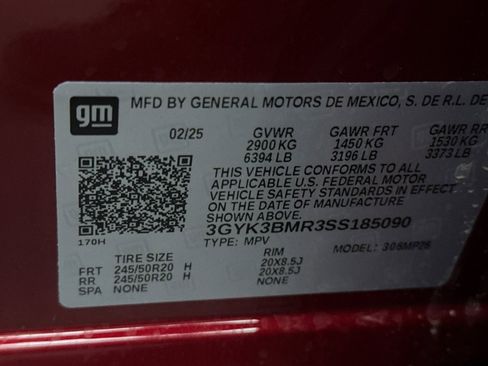 gm
MFD BY GENERAL MOTORS DE MEXICO, S. DE R.L. DE
02/25 GVWR GAWR FRT GAWR RR
2900 KG 1450 KG 1530 KG
6394 LB 3196 LB 3373 LB
THIS VEHICLE CONFORMS TO ALL
APPLICABLE U.S. FEDERAL MOTOR
VEHICLE SAFETY STANDARDS IN EFFECT
ON THE DATE OF MANUFACTURE
SHOWN ABOVE.
3GYK3BMR3SS185090
170H TYPE: MPV MODEL: 306MP26
TIRE SIZE RIM
FRT 245/50R20 H 20X8.5J
RR 245/50R20 H 20X8.5J
SPA NONE NONE